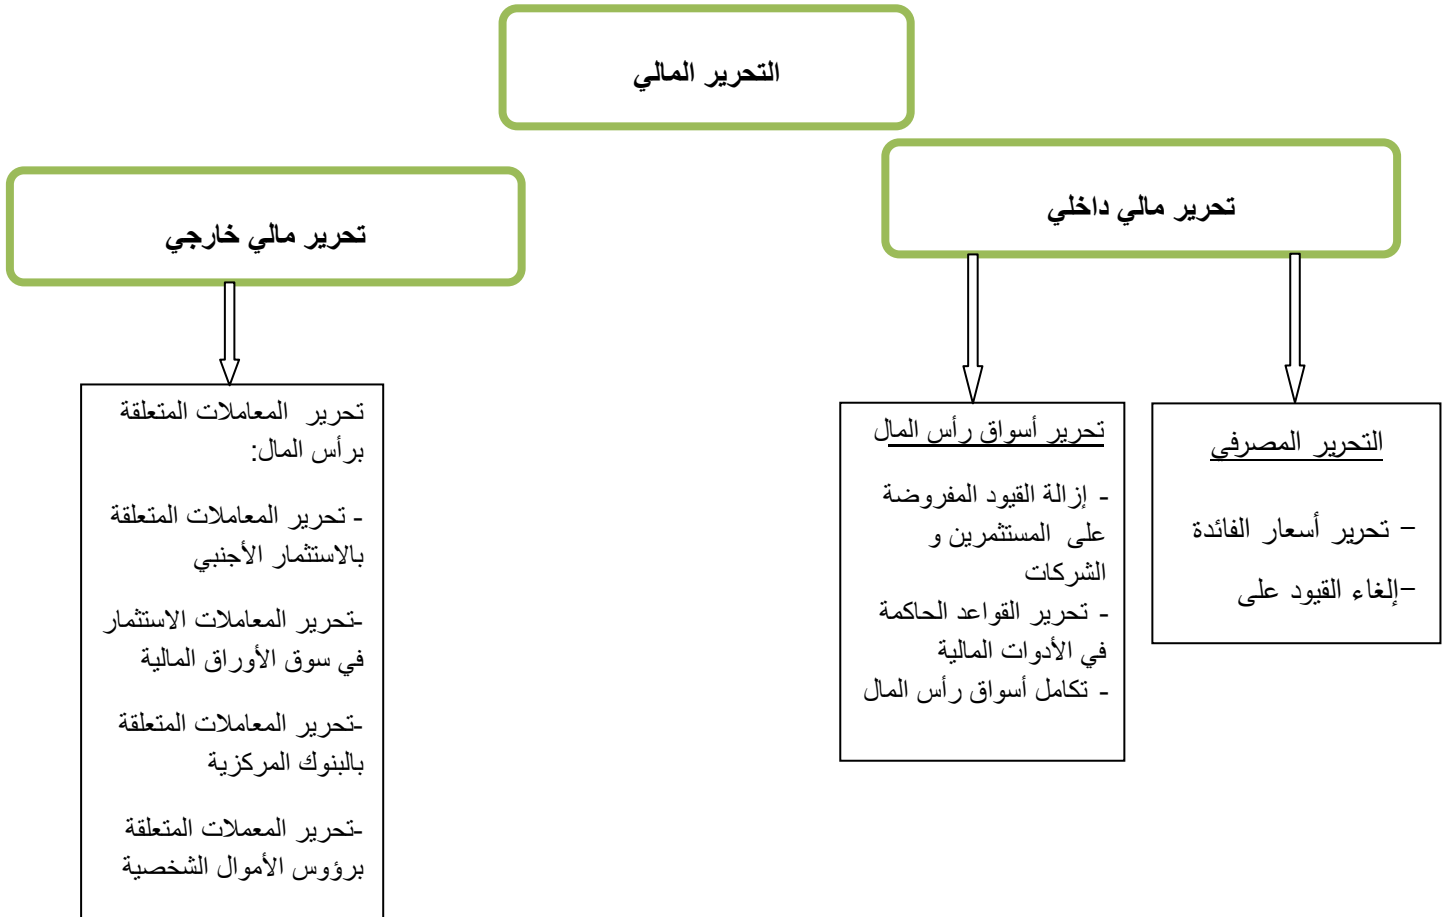 التحرير المالي
تحرير مالي داخلي
تحرير مالي خارجي
التحرير المصرفي
– تحرير أسعار الفائدة
–إلغاء القيود على
تحرير أسواق رأس المال
- إزالة القيود المفروضة
على المستثمرين و
الشركات
- تحرير القواعد الحاكمة
في الأدوات المالية
- تكامل أسواق رأس المال
تحرير المعاملات المتعلقة
برأس المال:
- تحرير المعاملات المتعلقة
بالاستثمار الأجنبي
-تحرير المعاملات الاستثمار
في سوق الأوراق المالية
-تحرير المعاملات المتعلقة
بالبنوك المركزية
-تحرير المعملات المتعلقة
برؤوس الأموال الشخصية